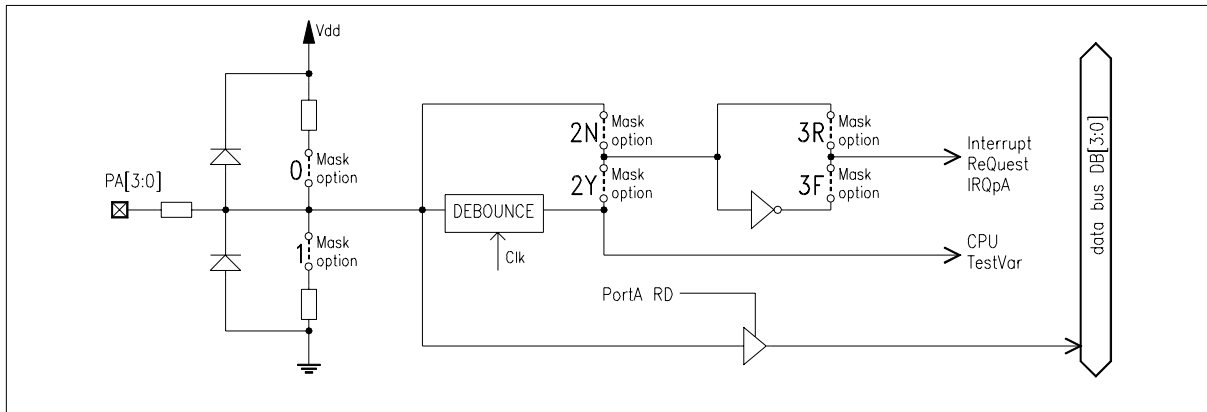 Vdd
Mask
option
0
PA[3:0]
1
Mask
option
DEBOUNCE
Clk
2N
Mask
option
2Y
Mask
option
3R
Mask
option
3F
Mask
option
Interrupt
ReQuest
IRQpA
CPU
TestVar
PortA RD
data bus DB[3:0]